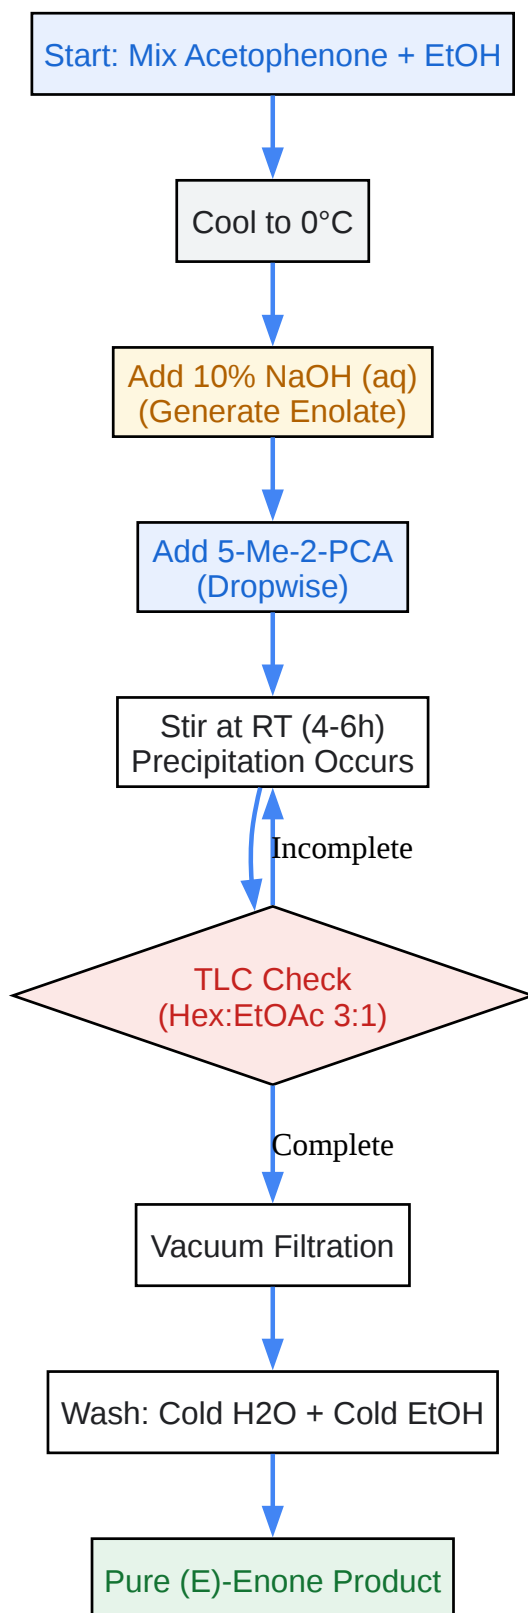 Start: Mix Acetophenone + EtOH
Cool to 0°C
Add 10% NaOH (aq)
(Generate Enolate)
Add 5-Me-2-PCA
(Dropwise)
Stir at RT (4-6h)
Precipitation Occurs
Incomplete
TLC Check
(Hex:EtOAc 3:1)
Complete
Vacuum Filtration
Wash: Cold H2O + Cold EtOH
Pure (E)-Enone Product